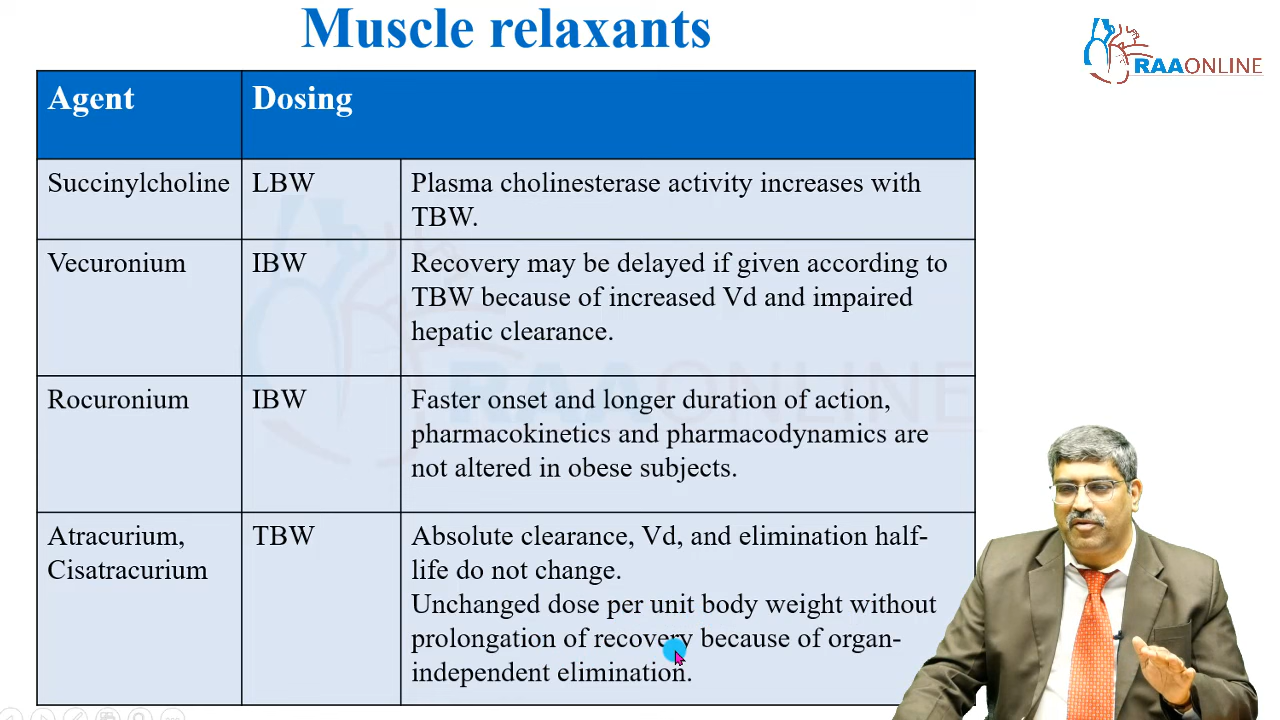 Muscle relaxants
RAAONLINE
Agent
Dosing
Succinylcholine
LBW
Plasma cholinesterase activity increases with
TBW.
Vecuronium
IBW
Recovery may be delayed if given according to
TBW because of increased Vd and impaired
hepatic clearance.
Rocuronium
IBW
Faster onset and longer duration of action,
pharmacokinetics and pharmacodynamics are
not altered in obese subjects.
Atracurium,
Cisatracurium
TBW
Absolute clearance, Vd, and elimination half-
life do not change.
Unchanged dose per unit body weight without
prolongation of recovery because of organ-
independent elimination.
RAAONLINE